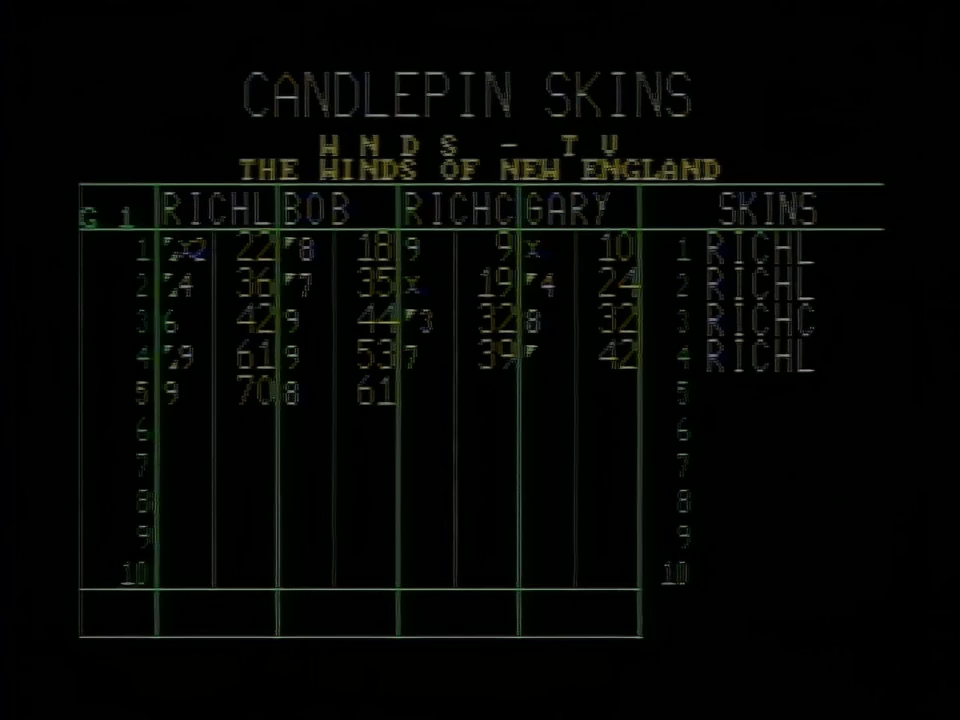 CANDLEPIN SKINS
W N D S - T V
THE WINDS OF NEW ENGLAND
G 1 RICHL BOB RICHC GARY SKINS
1 22 8 18 9 9 x 10 1 RICHL
2 4 36 7 35 x 19 4 24 2 RICHL
3 6 42 9 44 3 32 8 32 3 RICHC
4 9 61 9 53 7 39 42 4 RICHL
5 9 70 8 61 5
6 6
7 7
8 8
9 9
10 10